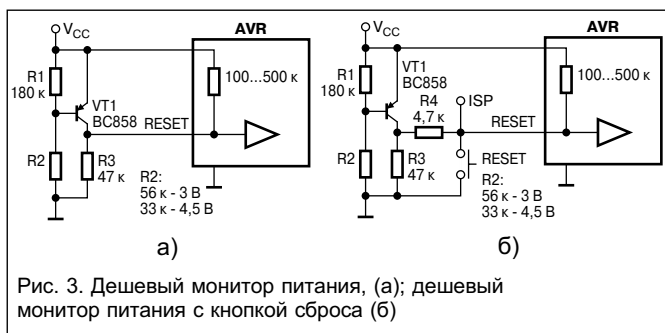 VCC
AVR
R1
180 к
VT1
BC858
100...500 к
RESET
R2
R3
47 к
R2:
56 к - 3 В
33 к - 4,5 В
а)
VCC
AVR
R1
180 к
VT1
BC858
R4
4,7 к
ISP
100...500 к
RESET
R2
R3
47 к
RESET
R2:
56 к - 3 В
33 к - 4,5 В
б)
Рис. 3. Дешевый монитор питания, (а); дешевый
монитор питания с кнопкой сброса (б)